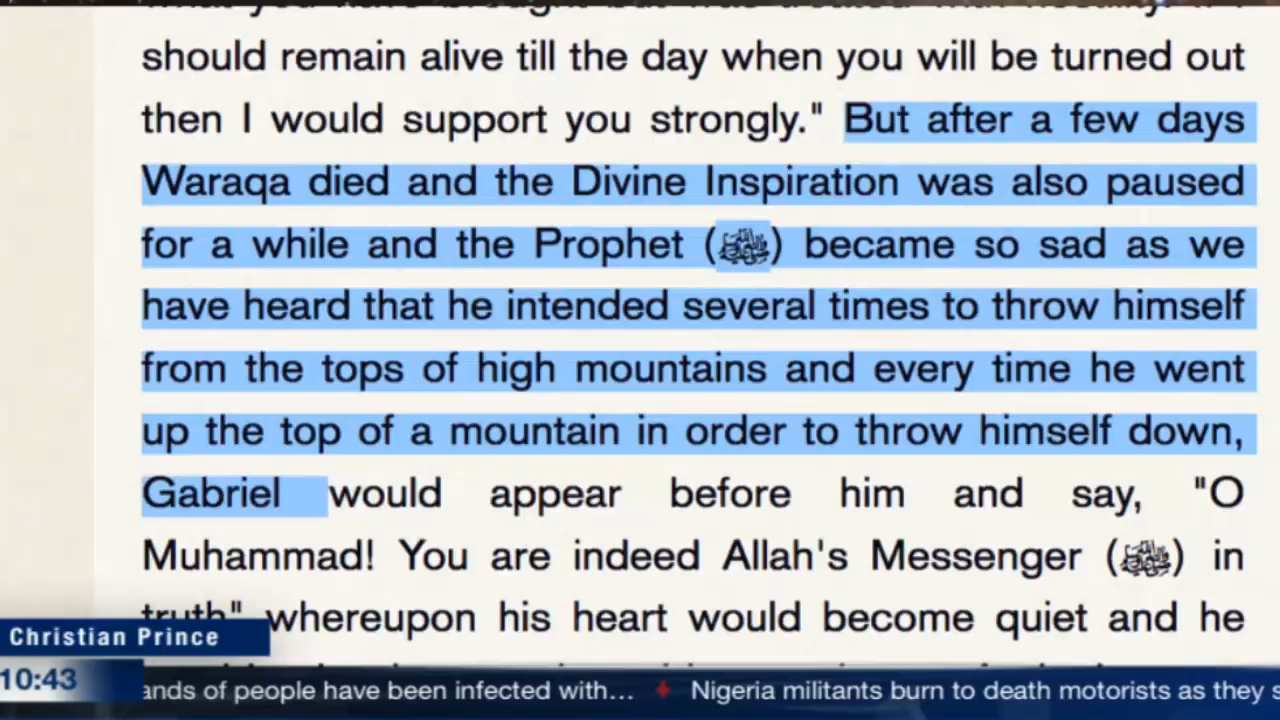 should remain alive till the day when you will be turned out
then I would support you strongly." But after a few days
Waraqa died and the Divine Inspiration was also paused
for a while and the Prophet (ﷺ) became so sad as we
have heard that he intended several times to throw himself
from the tops of high mountains and every time he went
up the top of a mountain in order to throw himself down,
Gabriel would appear before him and say, "O
Muhammad! You are indeed Allah's Messenger (ﷺ) in
truth" whereupon his heart would become quiet and he
Christian Prince
10:43
ands of people have been infected with... ♦ Nigeria militants burn to death motorists as they s